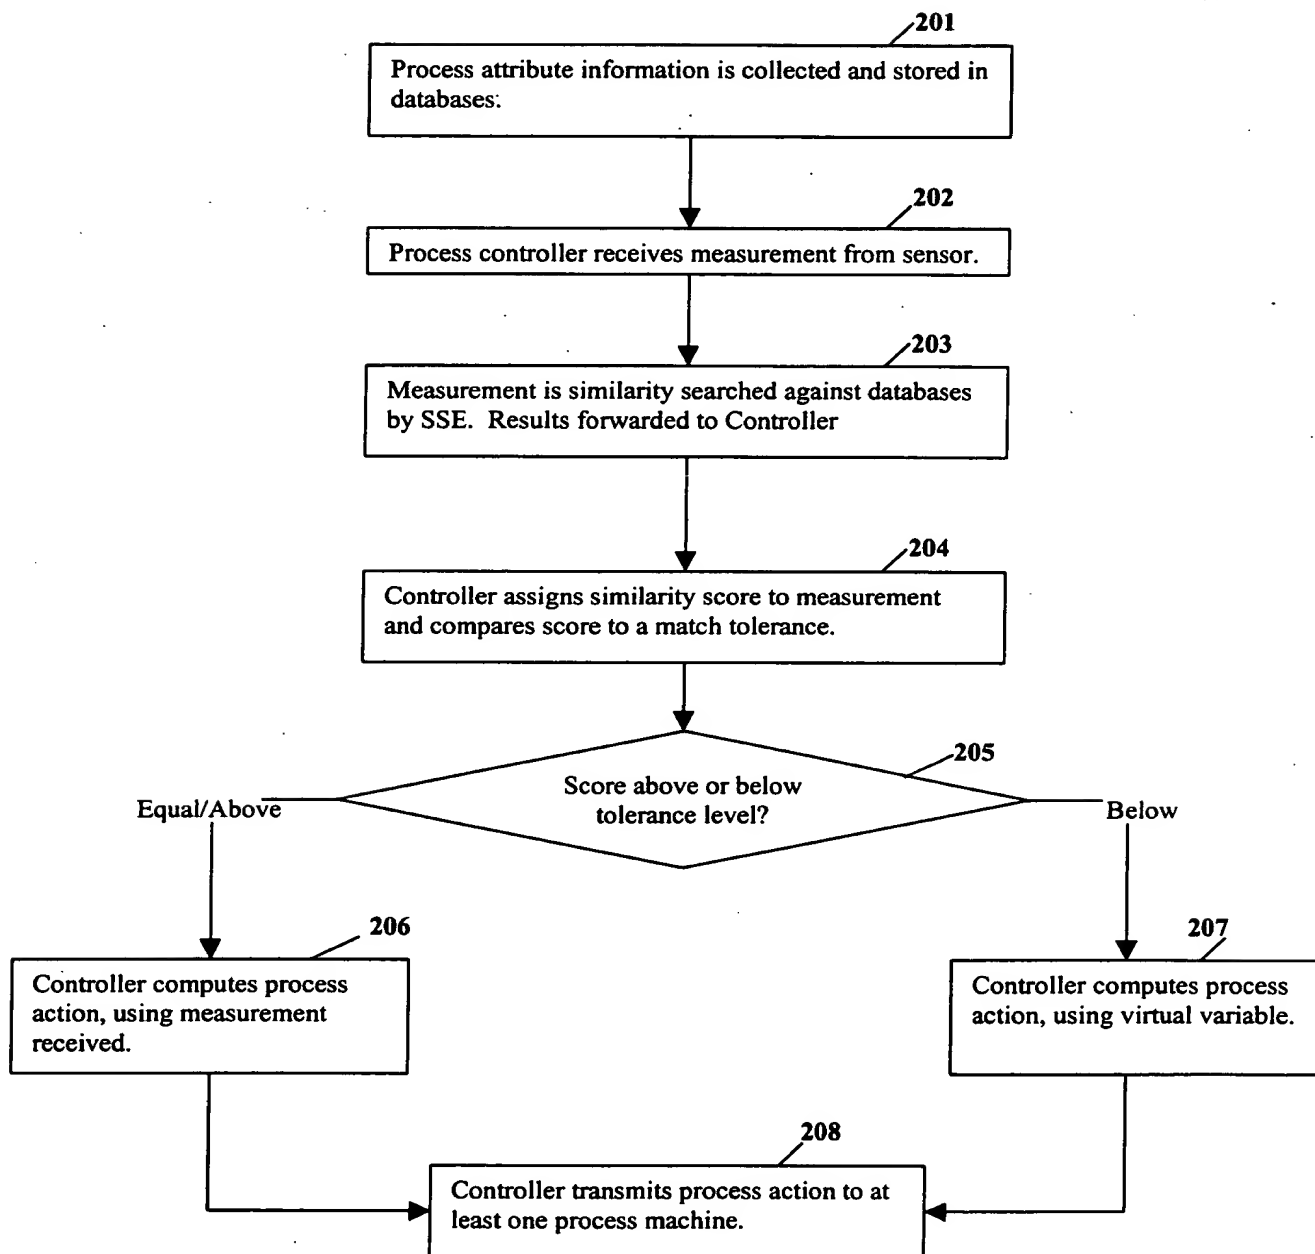 201
Process attribute information is collected and stored in
databases.
202
Process controller receives measurement from sensor.
203
Measurement is similarity searched against databases
by SSE.  Results forwarded to Controller
204
Controller assigns similarity score to measurement
and compares score to a match tolerance.
205
Score above or below
tolerance level?
Equal/Above
Below
206
Controller computes process
action, using measurement
received.
207
Controller computes process
action, using virtual variable.
208
Controller transmits process action to at
least one process machine.